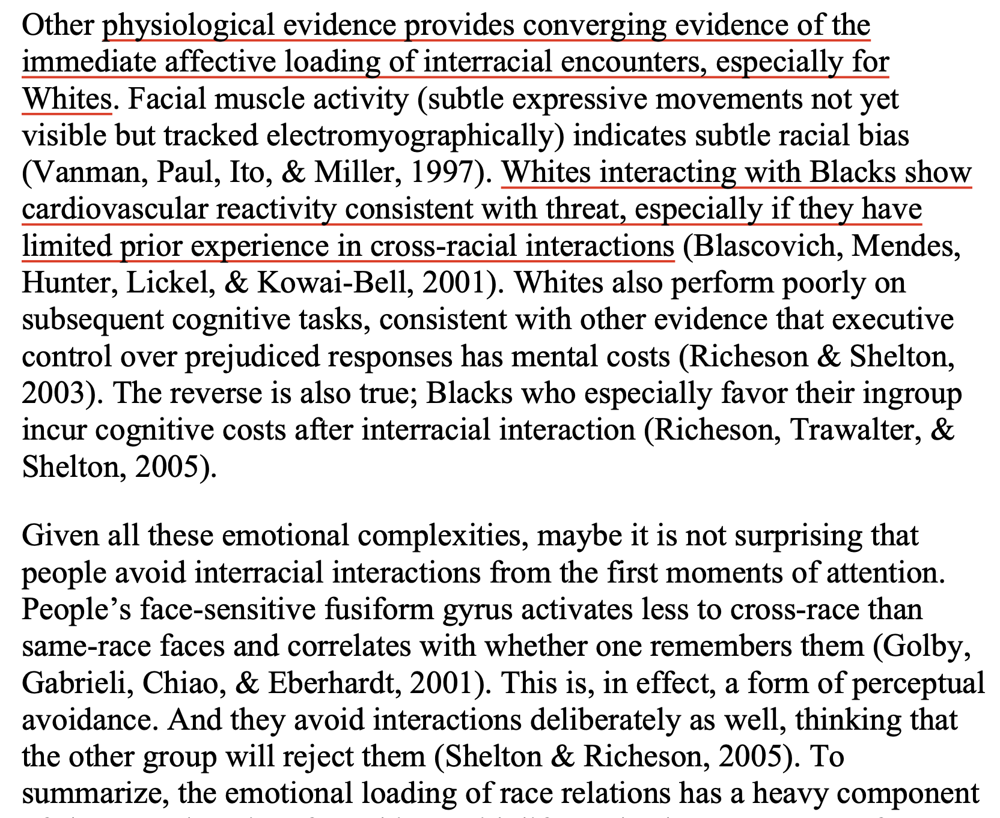 Other physiological evidence provides converging evidence of the
immediate affective loading of interracial encounters, especially for
Whites. Facial muscle activity (subtle expressive movements not yet
visible but tracked electromyographically) indicates subtle racial bias
(Vanman, Paul, Ito, & Miller, 1997). Whites interacting with Blacks show
cardiovascular reactivity consistent with threat, especially if they have
limited prior experience in cross-racial interactions (Blascovich, Mendes,
Hunter, Lickel, & Kowai-Bell, 2001). Whites also perform poorly on
subsequent cognitive tasks, consistent with other evidence that executive
control over prejudiced responses has mental costs (Richeson & Shelton,
2003). The reverse is also true; Blacks who especially favor their ingroup
incur cognitive costs after interracial interaction (Richeson, Trawalter, &
Shelton, 2005).
Given all these emotional complexities, maybe it is not surprising that
people avoid interracial interactions from the first moments of attention.
People’s face-sensitive fusiform gyrus activates less to cross-race than
same-race faces and correlates with whether one remembers them (Golby,
Gabrieli, Chiao, & Eberhardt, 2001). This is, in effect, a form of perceptual
avoidance. And they avoid interactions deliberately as well, thinking that
the other group will reject them (Shelton & Richeson, 2005). To
summarize, the emotional loading of race relations has a heavy component